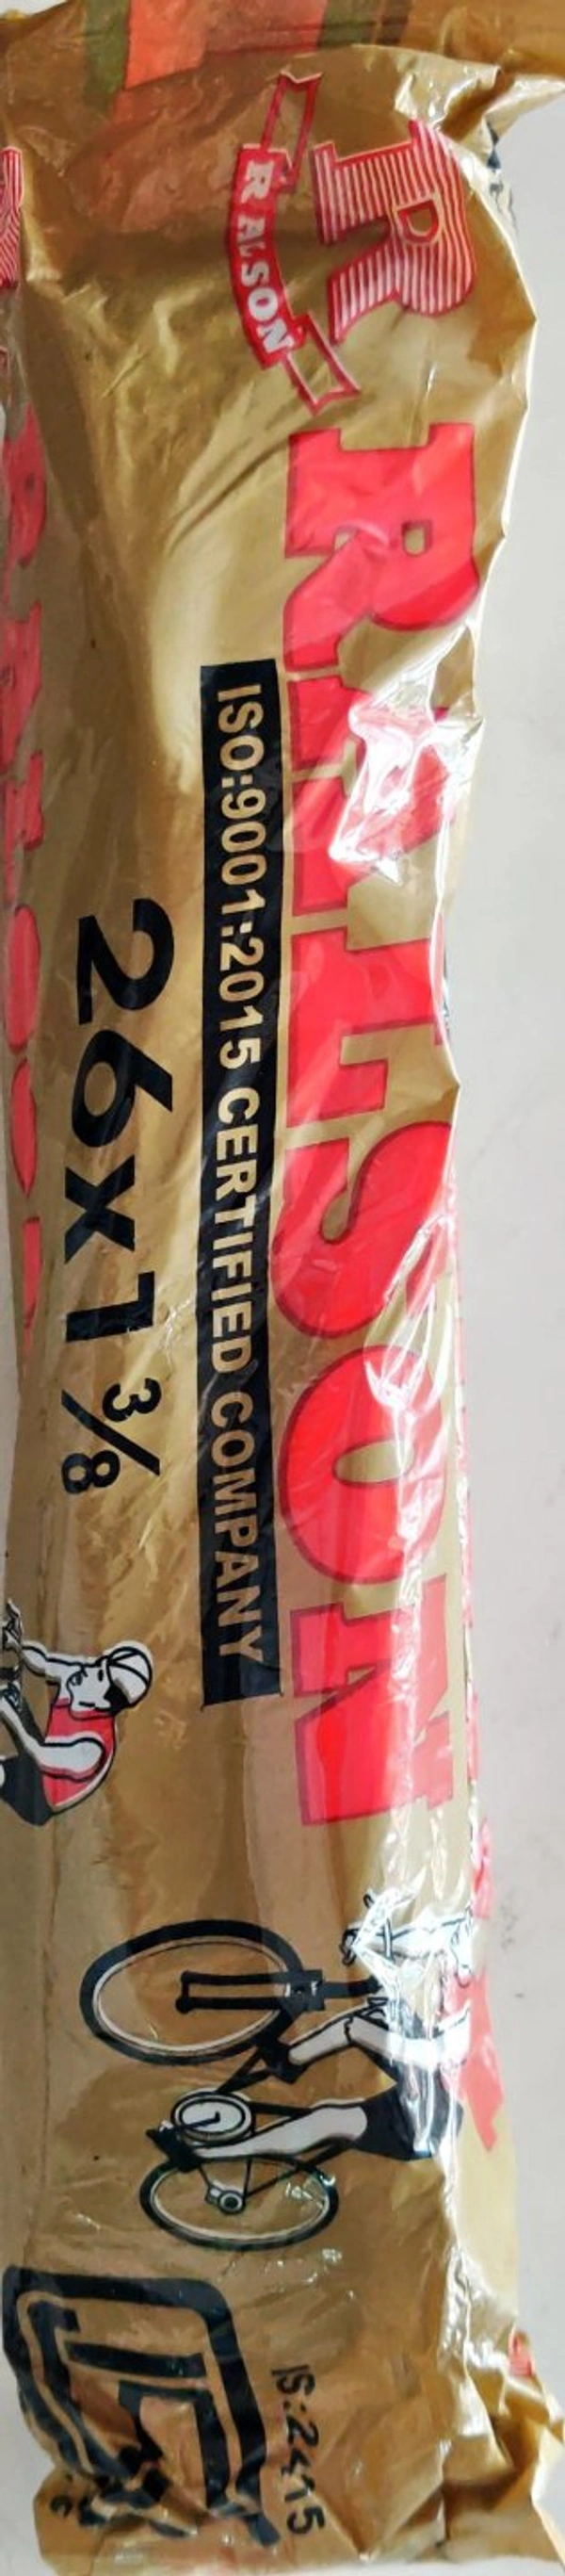 R
RALSON
RALSON
ISO:9001:2015 CERTIFIED COMPANY
26x1 3/8
IS:2415